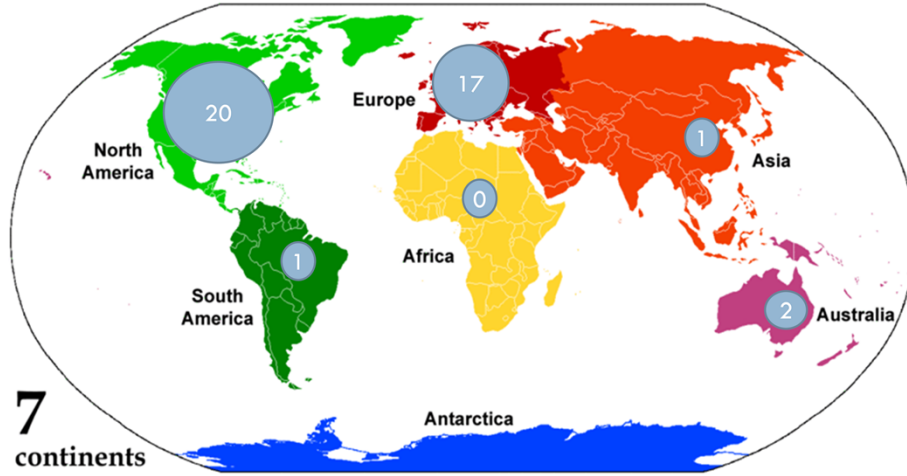 20
17
1
Europe
North
America
Asia
0
Africa
1
South
America
2
Australia
7
continents
Antarctica